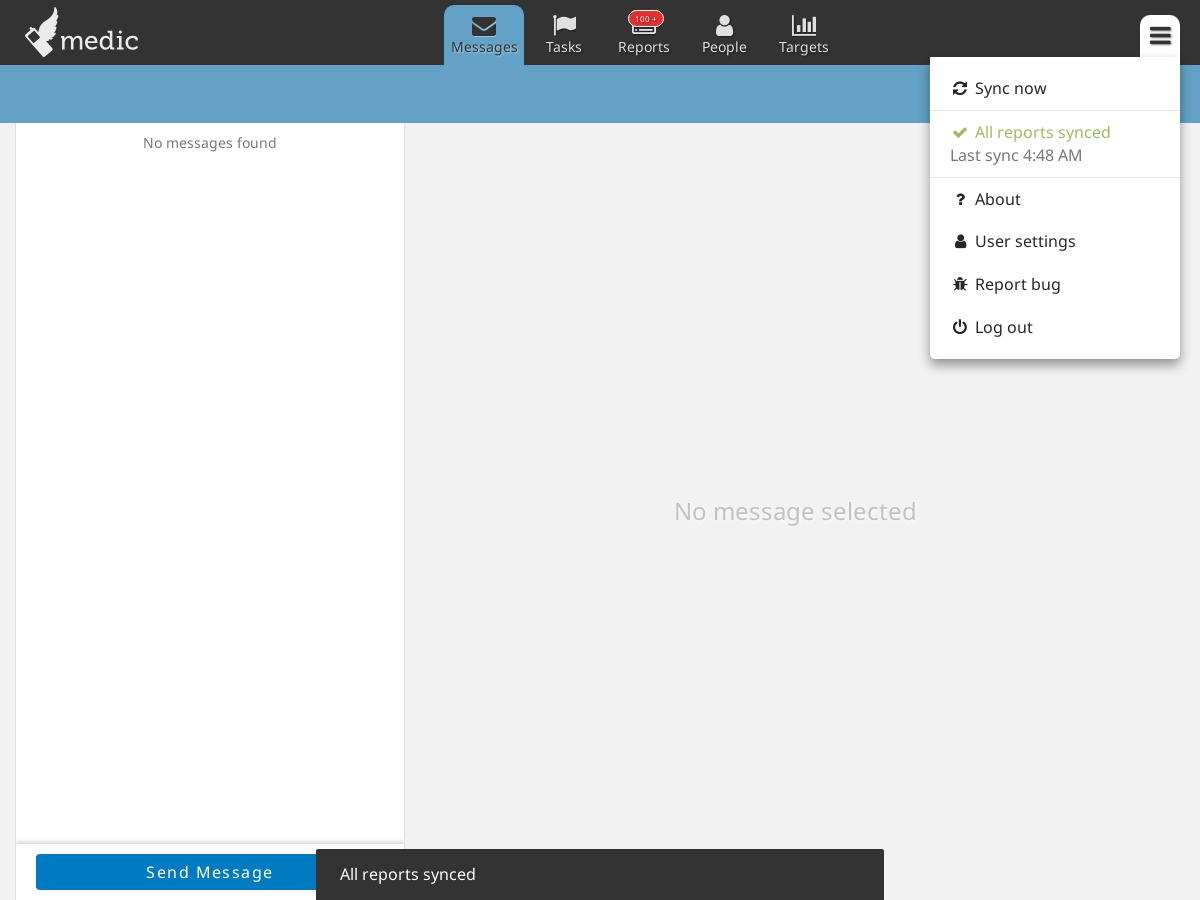 medic
Messages
Tasks
100 +
Reports
People
Targets
Sync now
All reports synced
Last sync 4:48 AM
? About
User settings
Report bug
Log out
No messages found
No message selected
Send Message
All reports synced